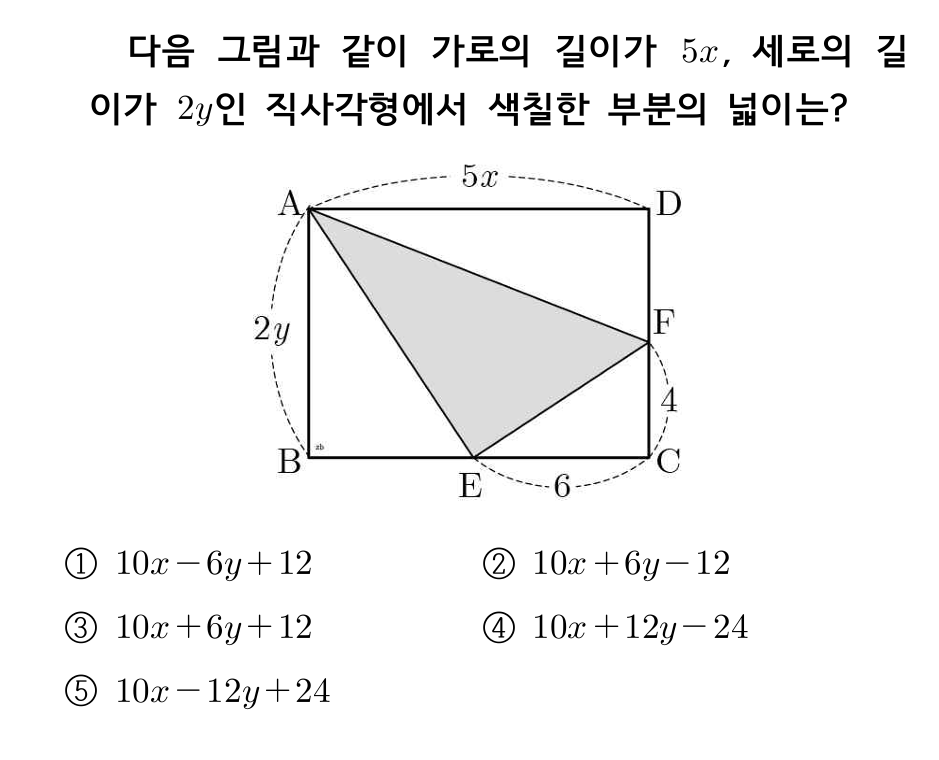 다음 그림과 같이 가로의 길이가 5x, 세로의 길
이가 2y인 직사각형에서 색칠한 부분의 넓이는?
5x
A D
2y F
4
B C
E 6
① 10x－6y＋12 ② 10x＋6y－12
③ 10x＋6y＋12 ④ 10x＋12y－24
⑤ 10x－12y＋24